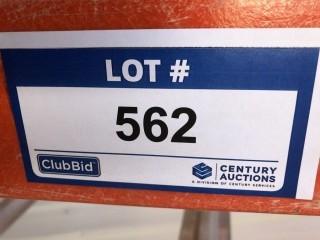 LOT #
562
ClubBid
CENTURY
AUCTIONS
A DIVISION OF CENTURY SERVICES